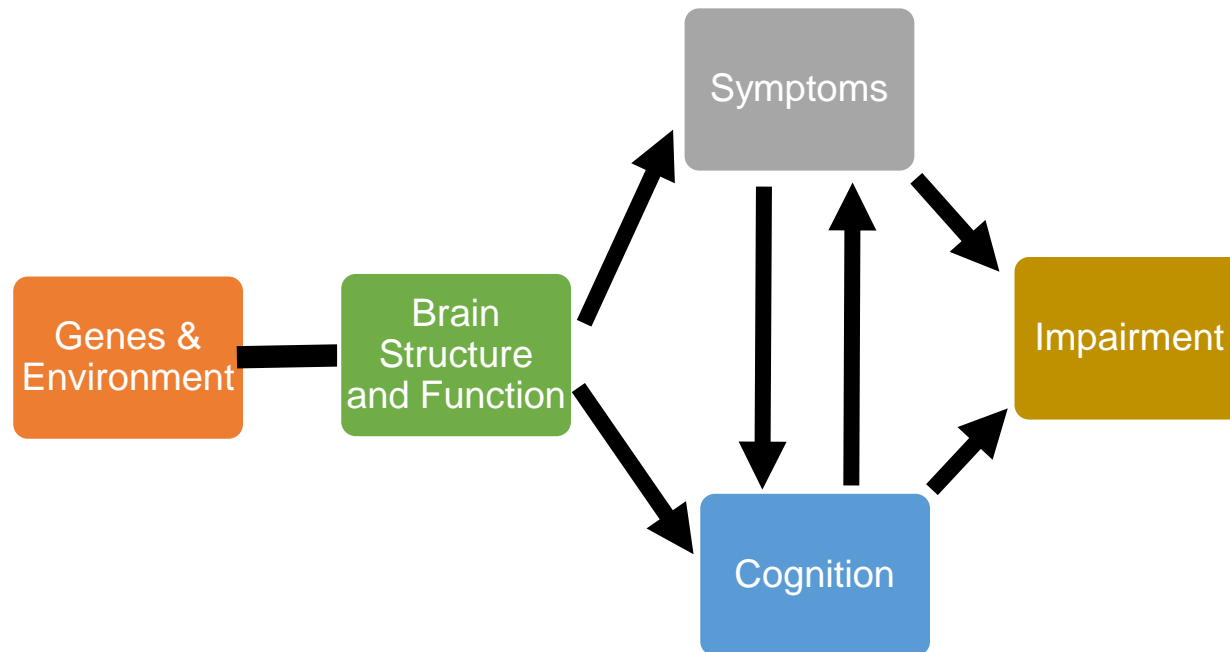 Symptoms
Genes &
Environment
Brain
Structure
and Function
Impairment
Cognition